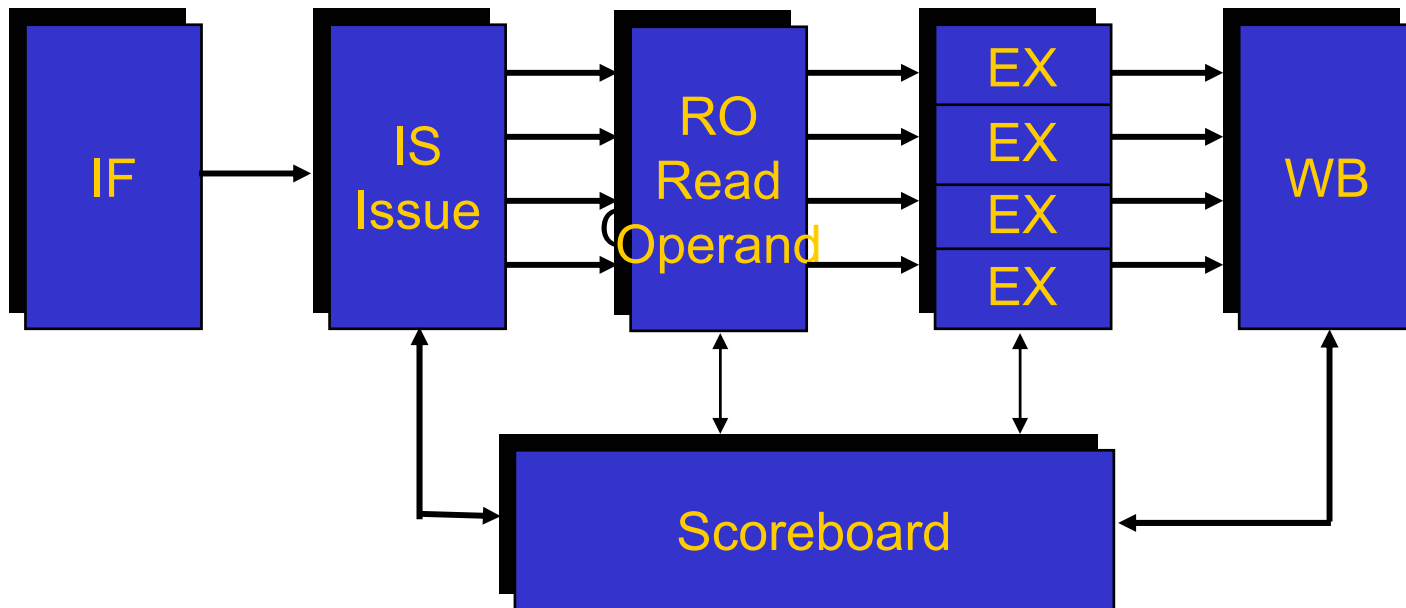 IF
IS
Issue
RO
Read
Operand
EX
EX
EX
EX
WB
Scoreboard